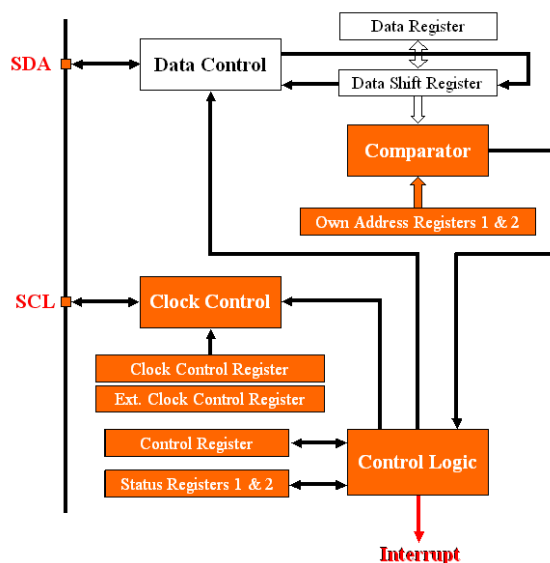 Data Register
SDA
Data Control
Data Shift Register
Comparator
Own Address Registers 1 & 2
SCL
Clock Control
Clock Control Register
Ext. Clock Control Register
Control Register
Control Logic
Status Registers 1 & 2
Interrupt